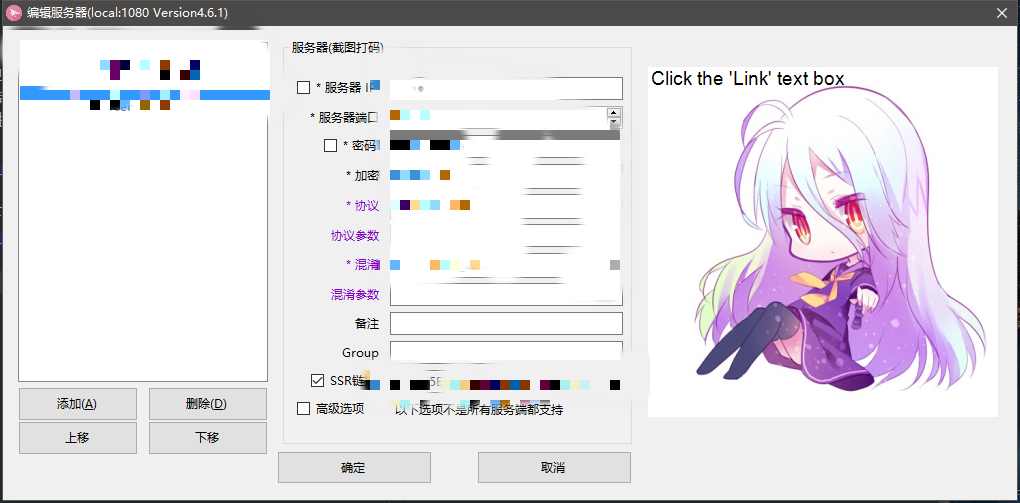 编辑服务器(local:1080 Version4.6.1)
服务器(截图打码)
* 服务器
* 服务器端口
* 密码
* 加密
* 协议
协议参数
* 混淆
混淆参数
备注
Group
SSR链
高级选项
以下选项不是所有服务端都支持
添加(A)
删除(D)
上移
下移
确定
取消
Click the 'Link' text box